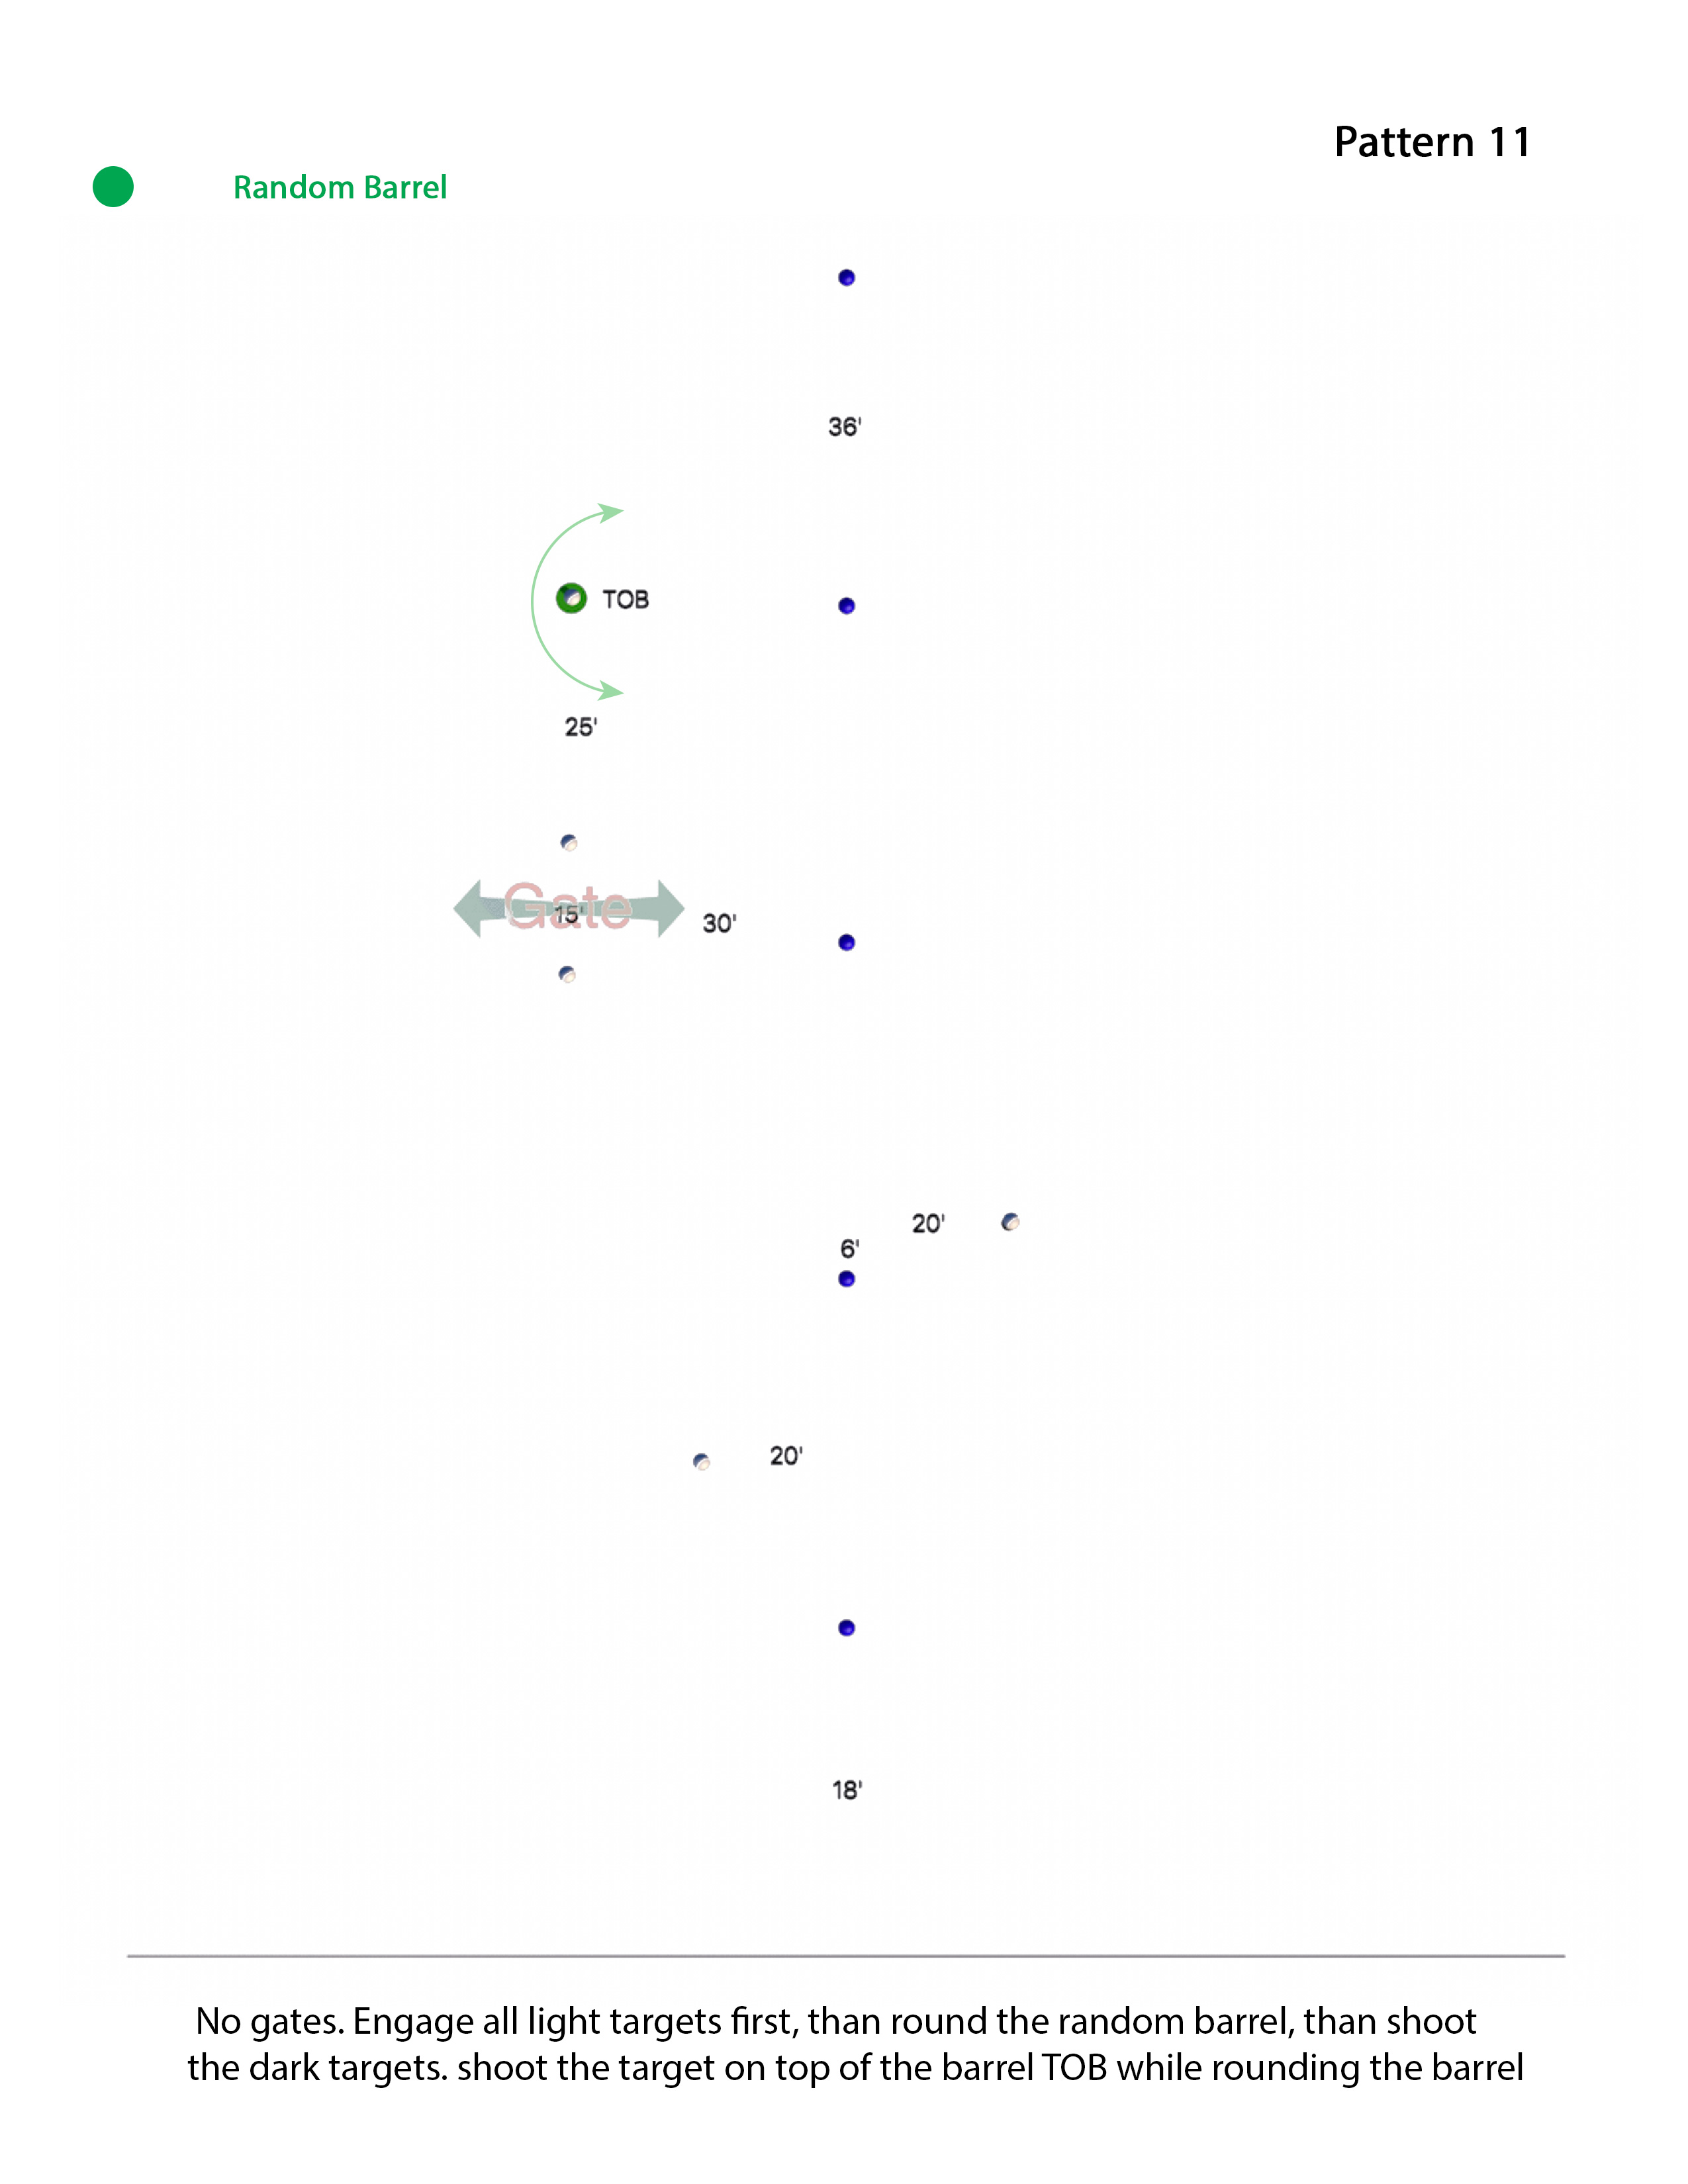 Pattern 11
Random Barrel
36'
TOB
25'
Gate
15'
30'
20'
6'
20'
18'
No gates. Engage all light targets first, than round the random barrel, than shoot
the dark targets. shoot the target on top of the barrel TOB while rounding the barrel